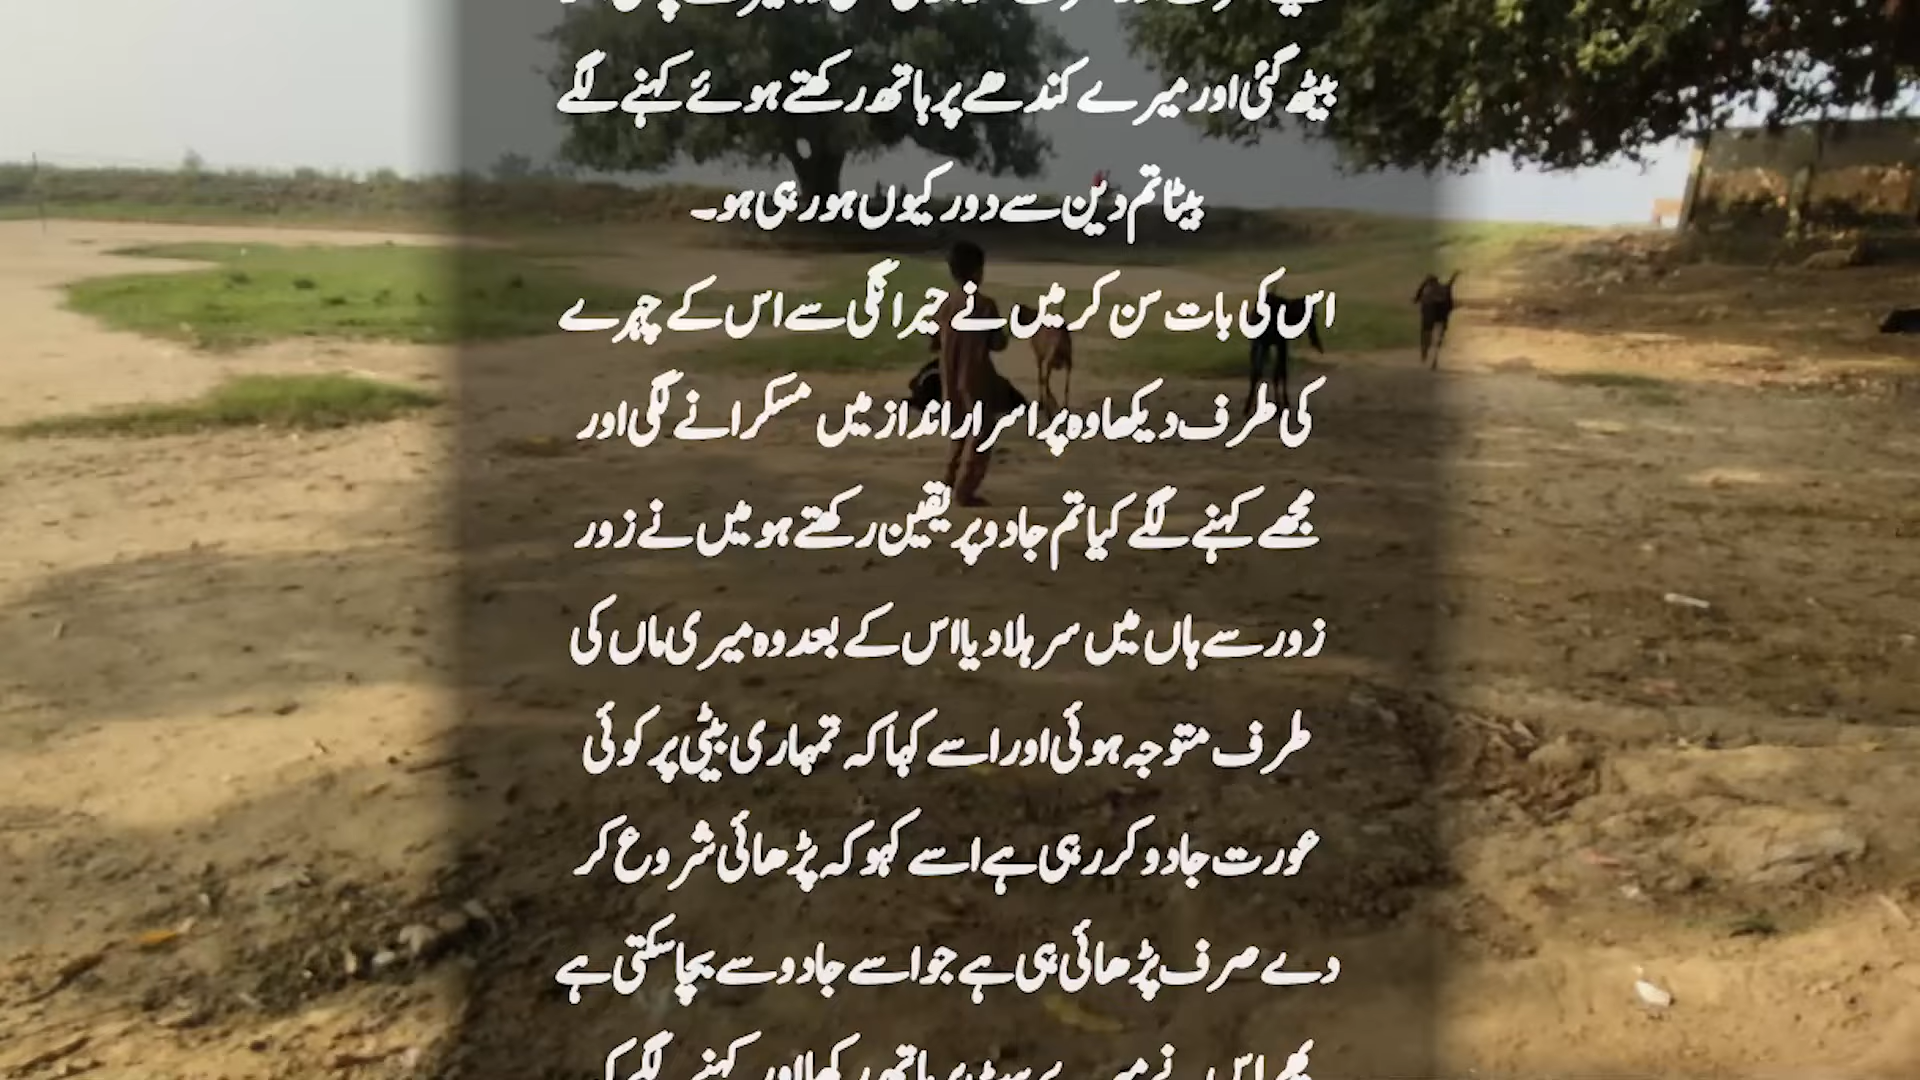 بیٹھ گئی اور میرے کندھے پر ہاتھ رکھتے ہوئے کہنے لگے
بیٹا تم دین سے دور کیوں ہو رہی ہو۔
اس کی بات سن کر میں نے حیرانگی سے اس کے چہرے
کی طرف دیکھا وہ پر اسرار انداز میں مسکرانے لگی اور
مجھے کہنے لگے کیا تم جادو پر یقین رکھتے ہو میں نے زور
زور سے ہاں میں سر ہلا دیا اس کے بعد وہ میری ماں کی
طرف متوجہ ہوئی اور اسے کہا کہ تمہاری بیٹی پر کوئی
عورت جادو کر رہی ہے اسے کہو کہ پڑھائی شروع کر
دے صرف پڑھائی ہی ہے جو اسے جادو سے بچا سکتی ہے